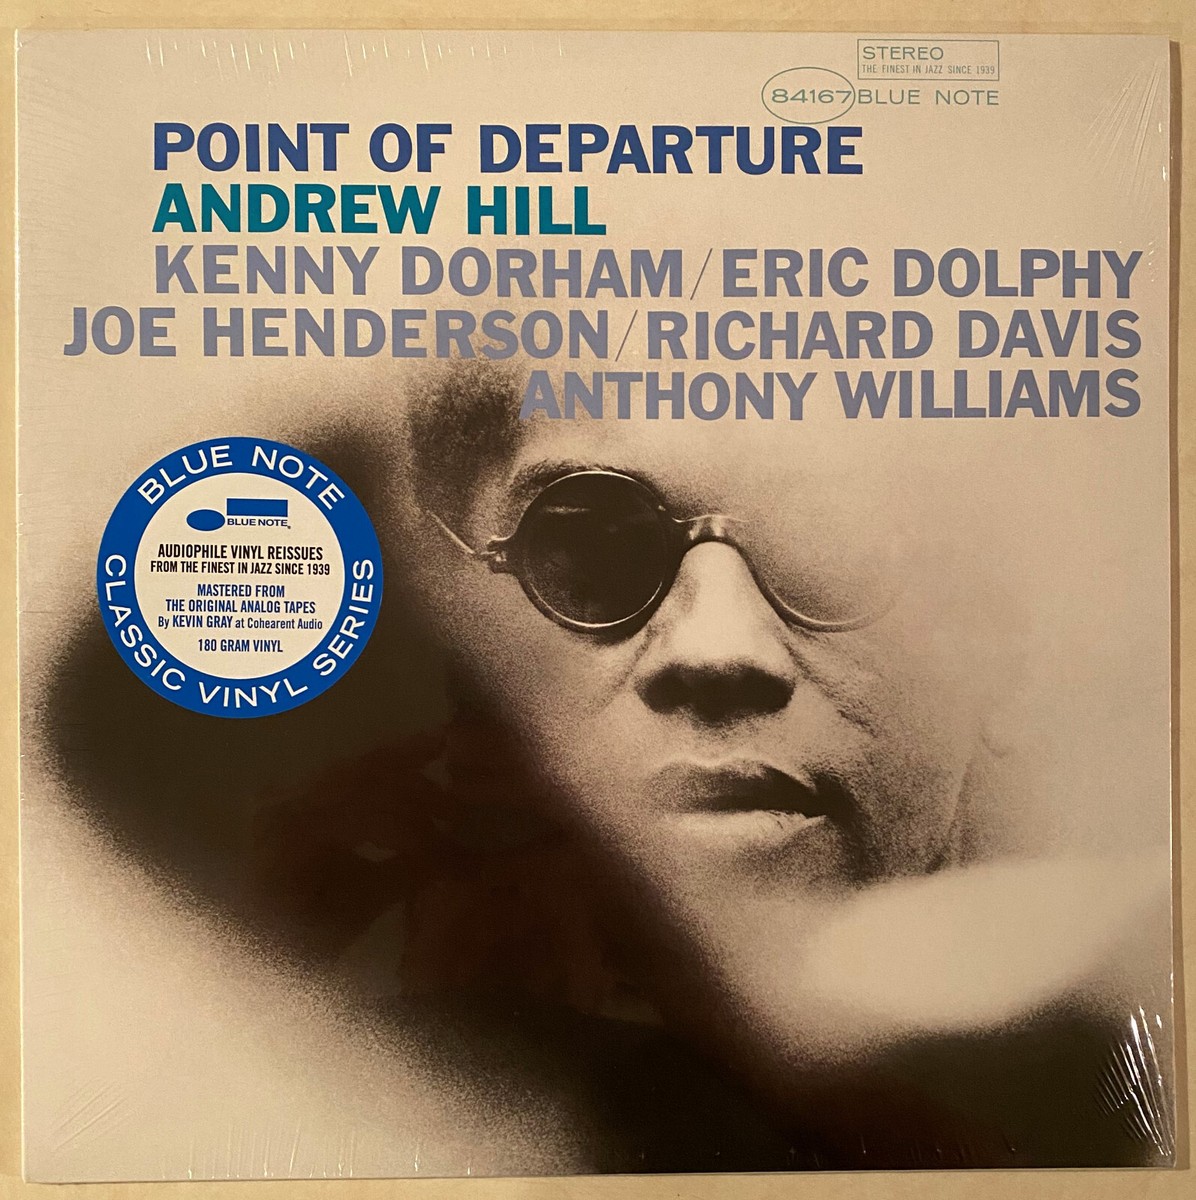 STEREO
THE FINEST IN JAZZ SINCE 1939
84167 BLUE NOTE
POINT OF DEPARTURE
ANDREW HILL
KENNY DORHAM/ERIC DOLPHY
JOE HENDERSON/RICHARD DAVIS
ANTHONY WILLIAMS
BLUE NOTE
BLUE NOTE®
AUDIOPHILE VINYL REISSUES
FROM THE FINEST IN JAZZ SINCE 1939
MASTERED FROM
THE ORIGINAL ANALOG TAPES
By KEVIN GRAY at Cohearent Audio
180 GRAM VINYL
CLASSIC VINYL SERIES